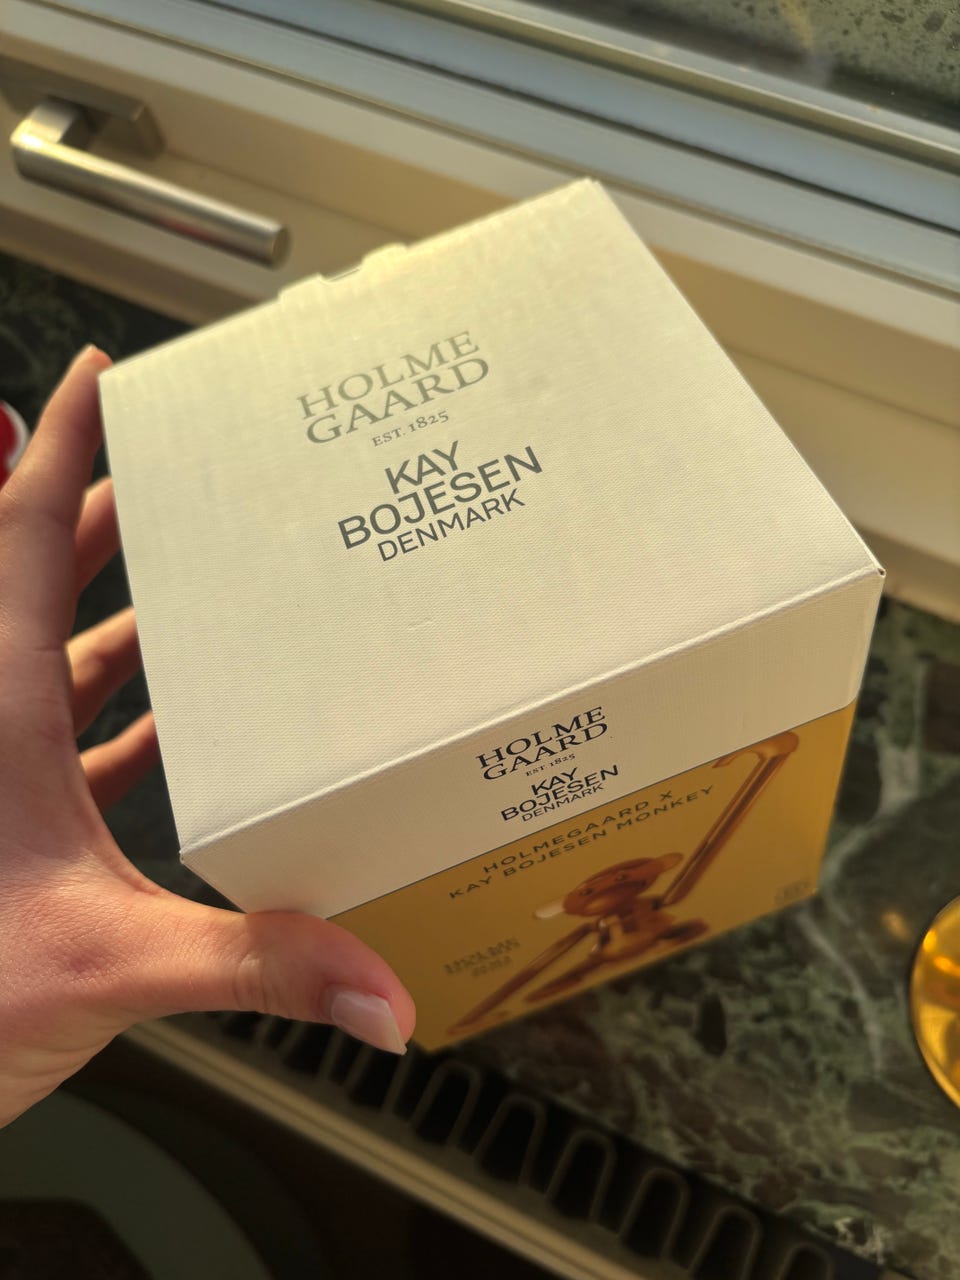 HOLME
GAARD
EST. 1825
KAY
BOJESEN
DENMARK
HOLME
GAARD
EST 1825
KAY
BOJESEN
DENMARK
HOLMEGAARD X
KAY BOJESEN MONKEY